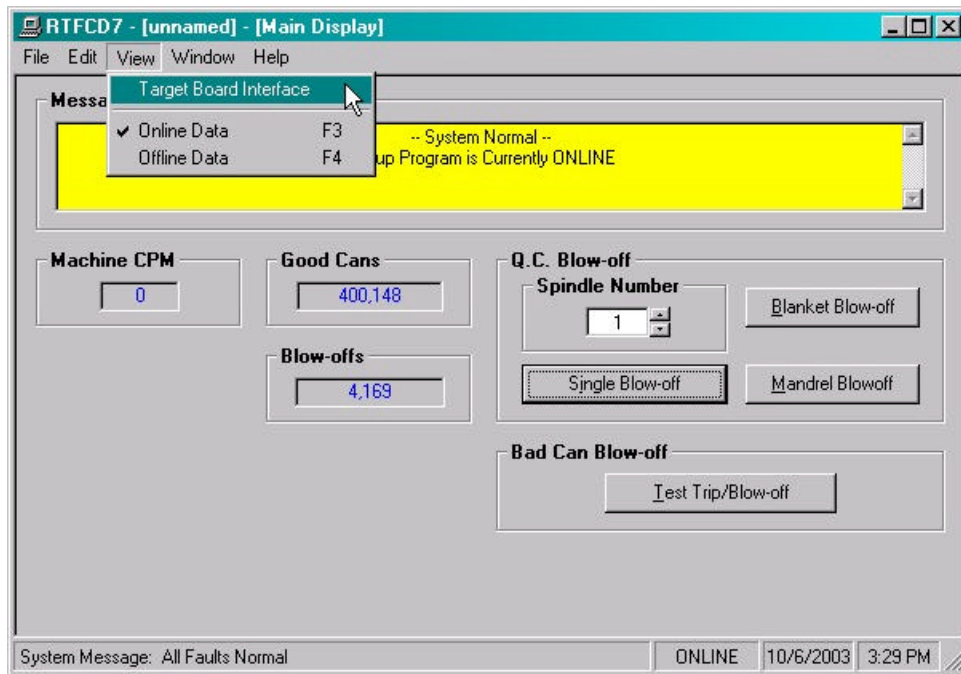 RTFCD7 - [unnamed] - [Main Display]
File Edit View Window Help
Target Board Interface
Online Data F3
Offline Data F4
Messa
-- System Normal --
up Program is Currently ONLINE
Machine CPM
0
Good Cans
400,148
Blow-offs
4,169
Q.C. Blow-off
Spindle Number
1
Blanket Blow-off
Single Blow-off
Mandrel Blowoff
Bad Can Blow-off
Test Trip/Blow-off
System Message: All Faults Normal
ONLINE
10/6/2003
3:29 PM